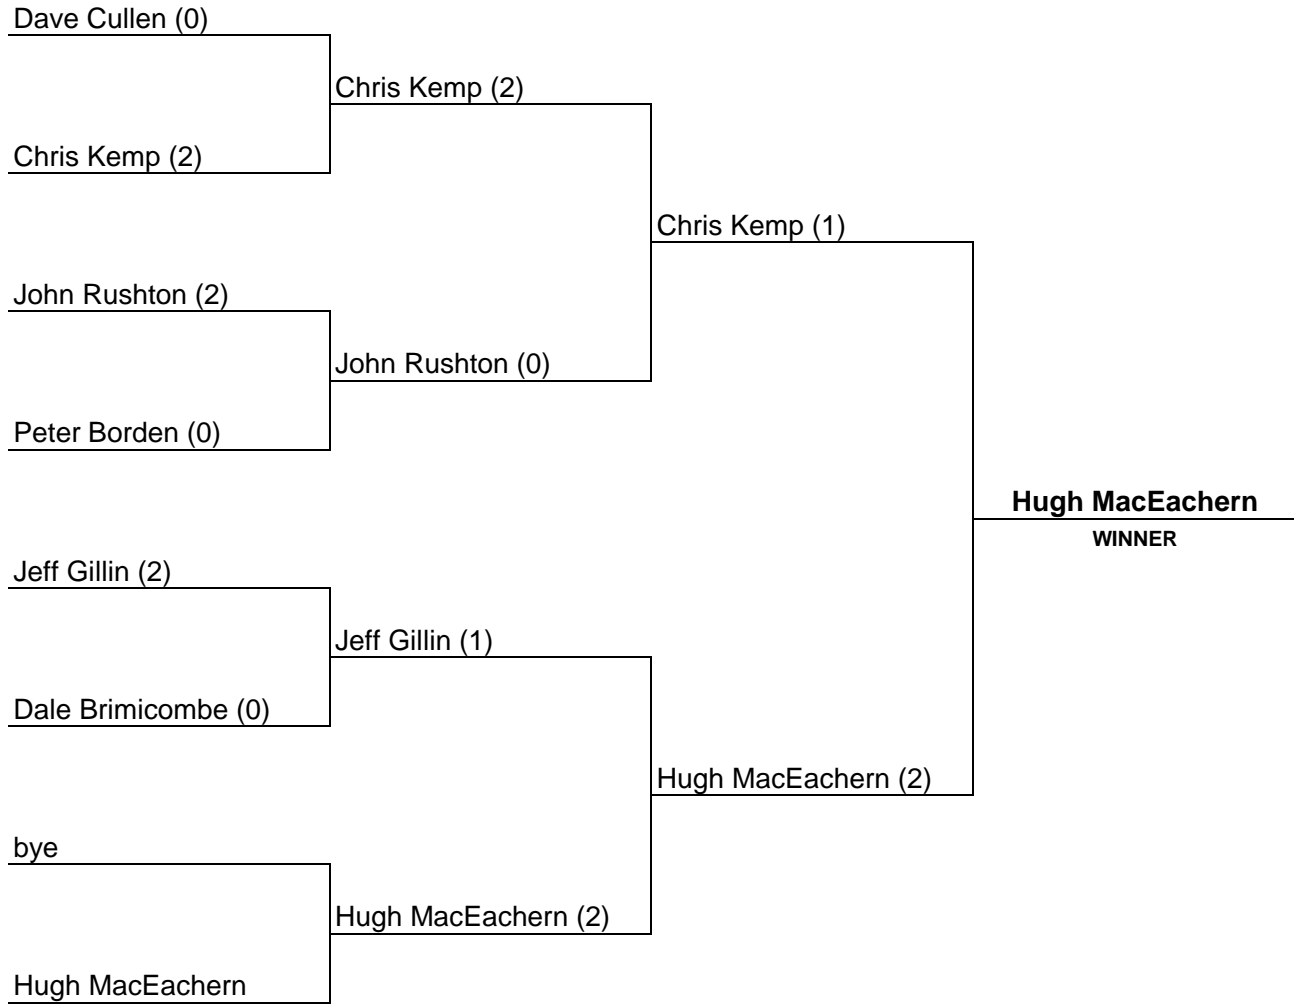 Dave Cullen (0)
Chris Kemp (2)
Chris Kemp (2)
Chris Kemp (1)
John Rushton (2)
John Rushton (0)
Peter Borden (0)
Hugh MacEachern
WINNER
Jeff Gillin (2)
Jeff Gillin (1)
Dale Brimicombe (0)
Hugh MacEachern (2)
bye
Hugh MacEachern (2)
Hugh MacEachern